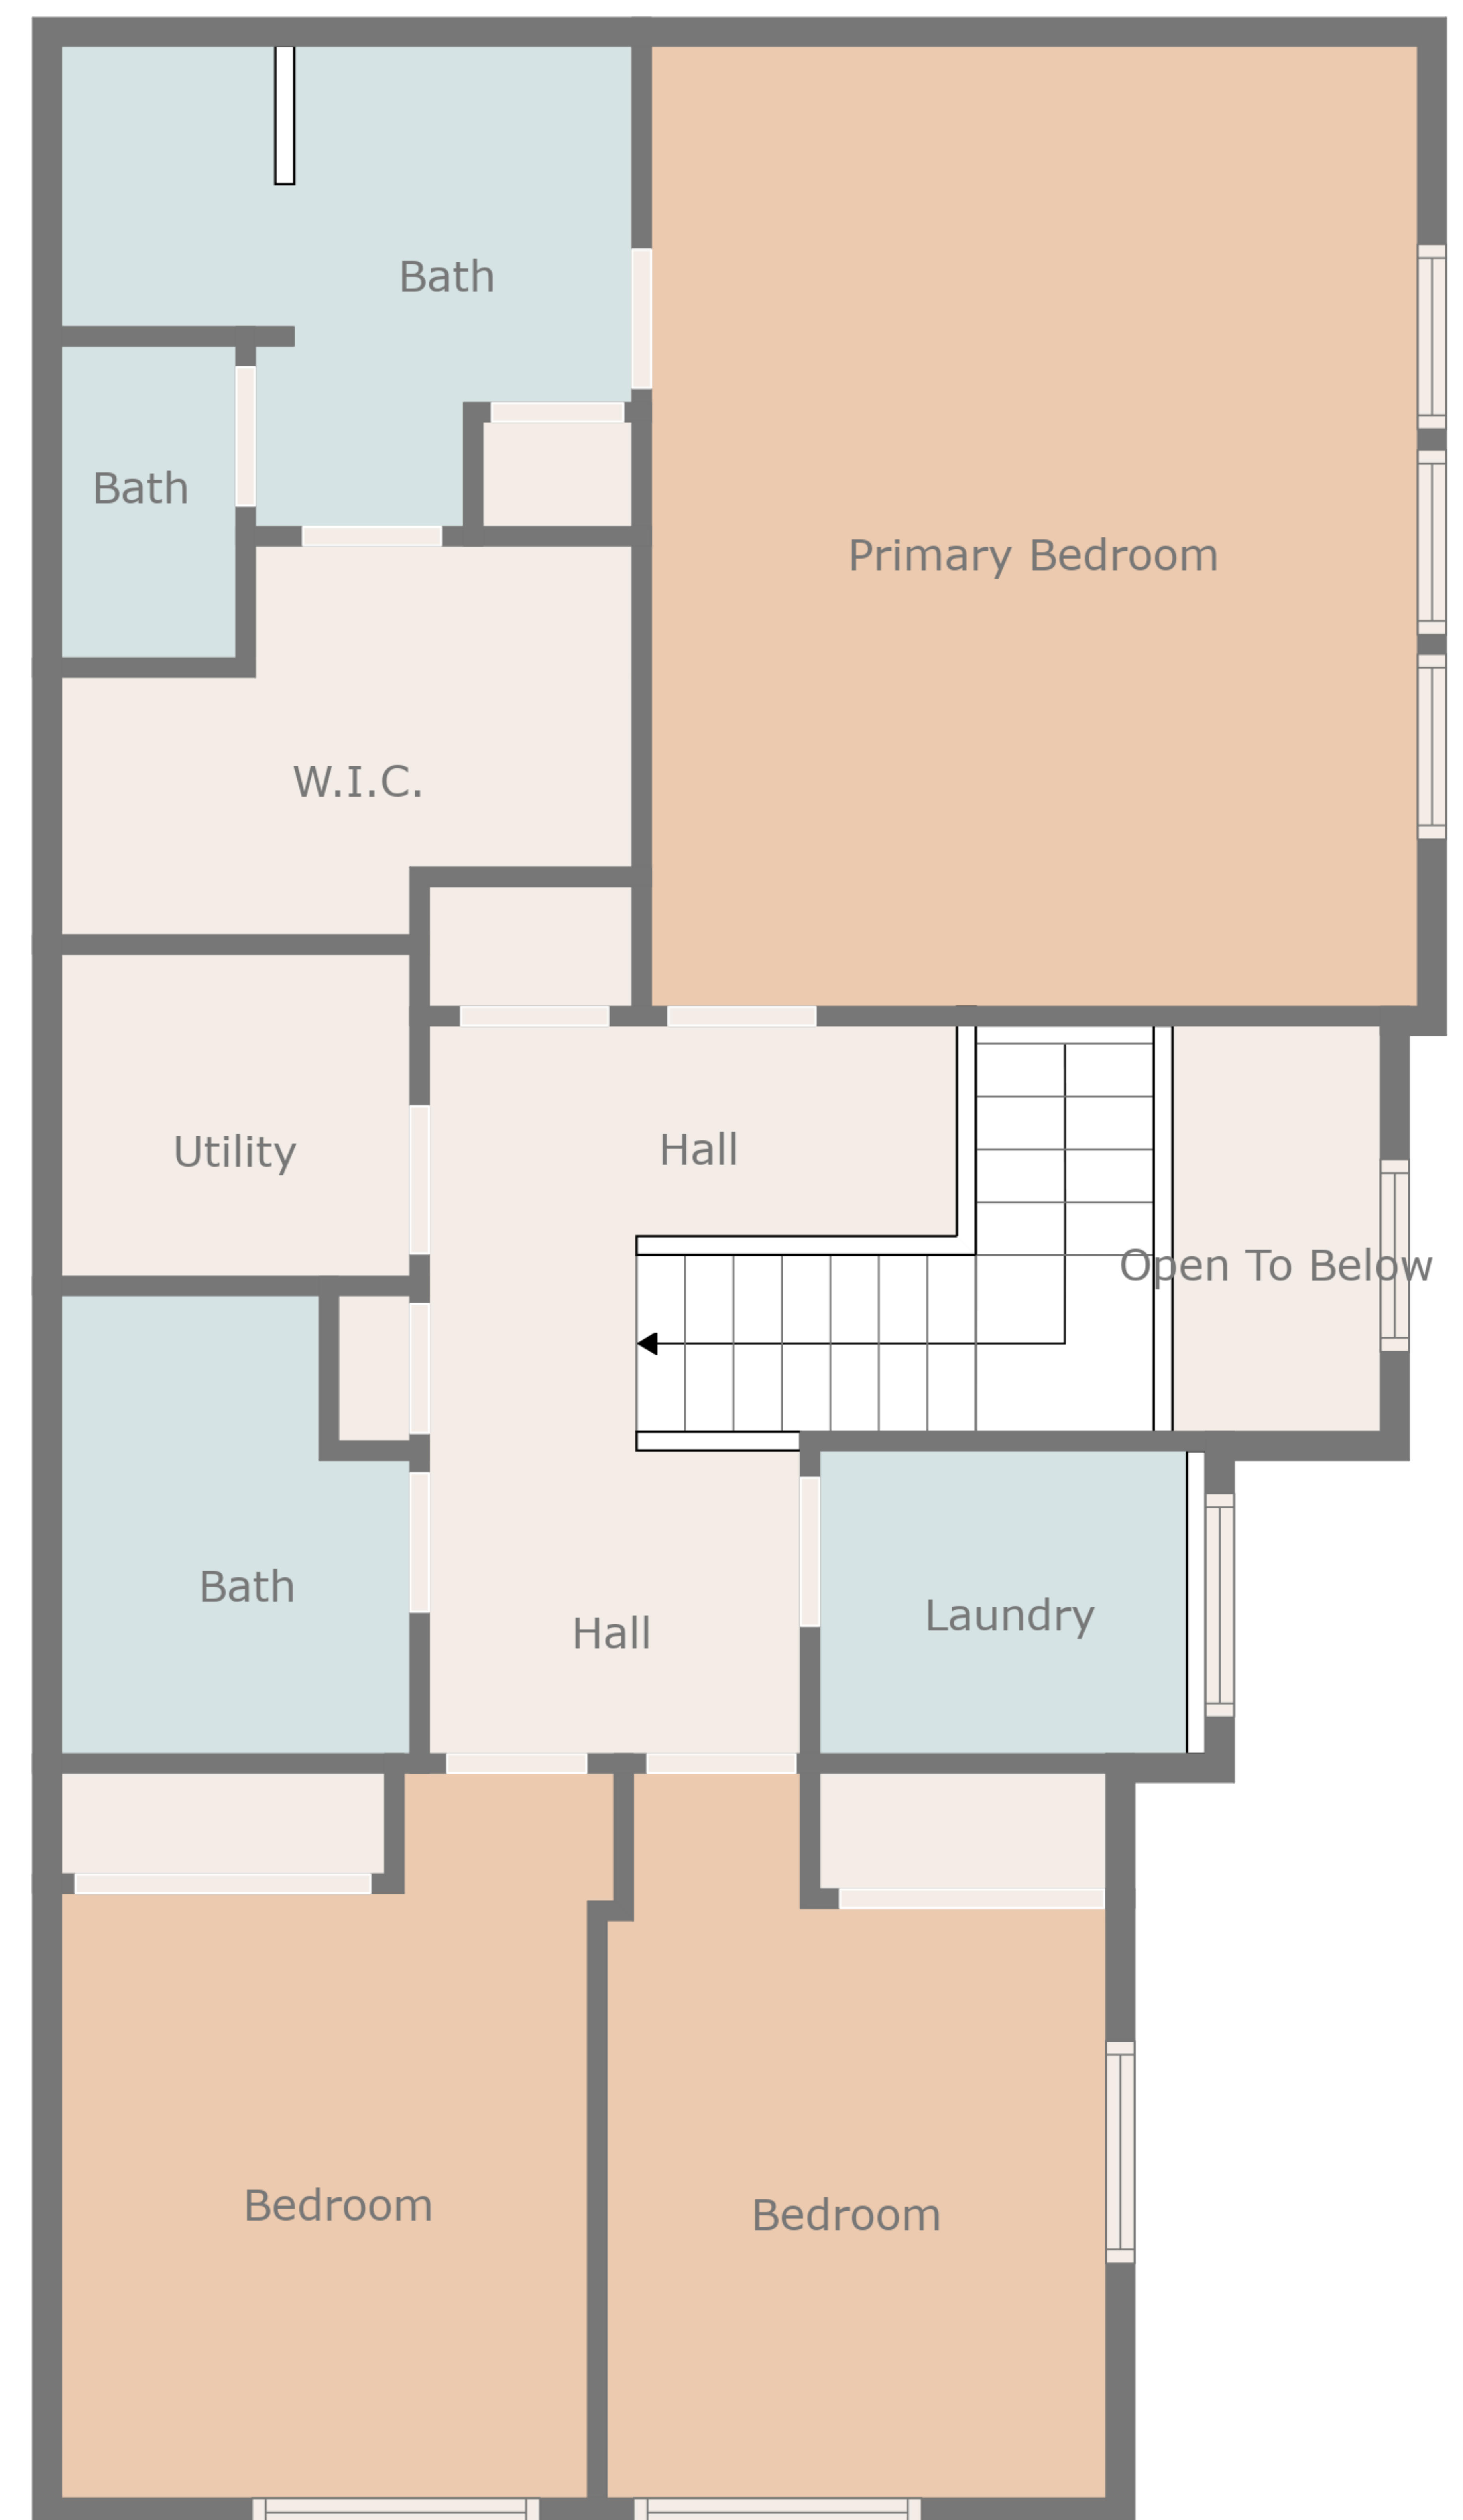 Bath
Bath
Primary Bedroom
W.I.C.
Utility
Hall
Open To Below
Bath
Hall
Laundry
Bedroom
Bedroom